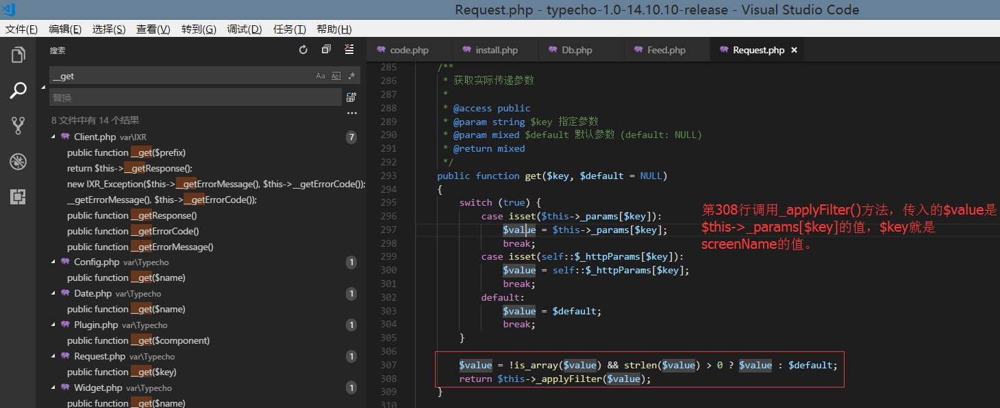 Request.php - typecho-1.0-14.10.10-release - Visual Studio Code
文件(F) 编辑(E) 选择(S) 查看(V) 转到(G) 调试(D) 任务(T) 帮助(H)
搜索
__get
Aa Abl .*
替换
8 文件中有 14 个结果
Client.php var\IXR 7
public function __get($prefix)
return $this->__getResponse();
new IXR_Exception($this->__getErrorMessage(), $this->__getErrorCode());
__getErrorMessage(), $this->__getErrorCode());
public function __getResponse()
public function __getErrorCode()
public function __getErrorMessage()
Config.php var\Typecho 1
public function __get($name)
Date.php var\Typecho 1
public function __get($name)
Plugin.php var\Typecho 1
public function __get($component)
Request.php var\Typecho 1
public function __get($key)
Widget.php var\Typecho 1
public function __get($name)
code.php install.php Db.php Feed.php Request.php ×
285 /**
286 * 获取实际传递参数
287 *
288 * @access public
289 * @param string $key 指定参数
290 * @param mixed $default 默认参数 (default: NULL)
291 * @return mixed
292 */
293 public function get($key, $default = NULL)
294 {
295 switch (true) {
296 case isset($this->_params[$key]):
297 $value = $this->_params[$key];
298 break;
299 case isset(self::$_httpParams[$key]):
300 $value = self::$_httpParams[$key];
301 break;
302 default:
303 $value = $default;
304 break;
305 }
306
307 $value = !is_array($value) && strlen($value) > 0 ? $value : $default;
308 return $this->_applyFilter($value);
309 }
310
第308行调用_applyFilter()方法，传入的$value是
$this->_params[$key]的值，$key就是
screenName的值。